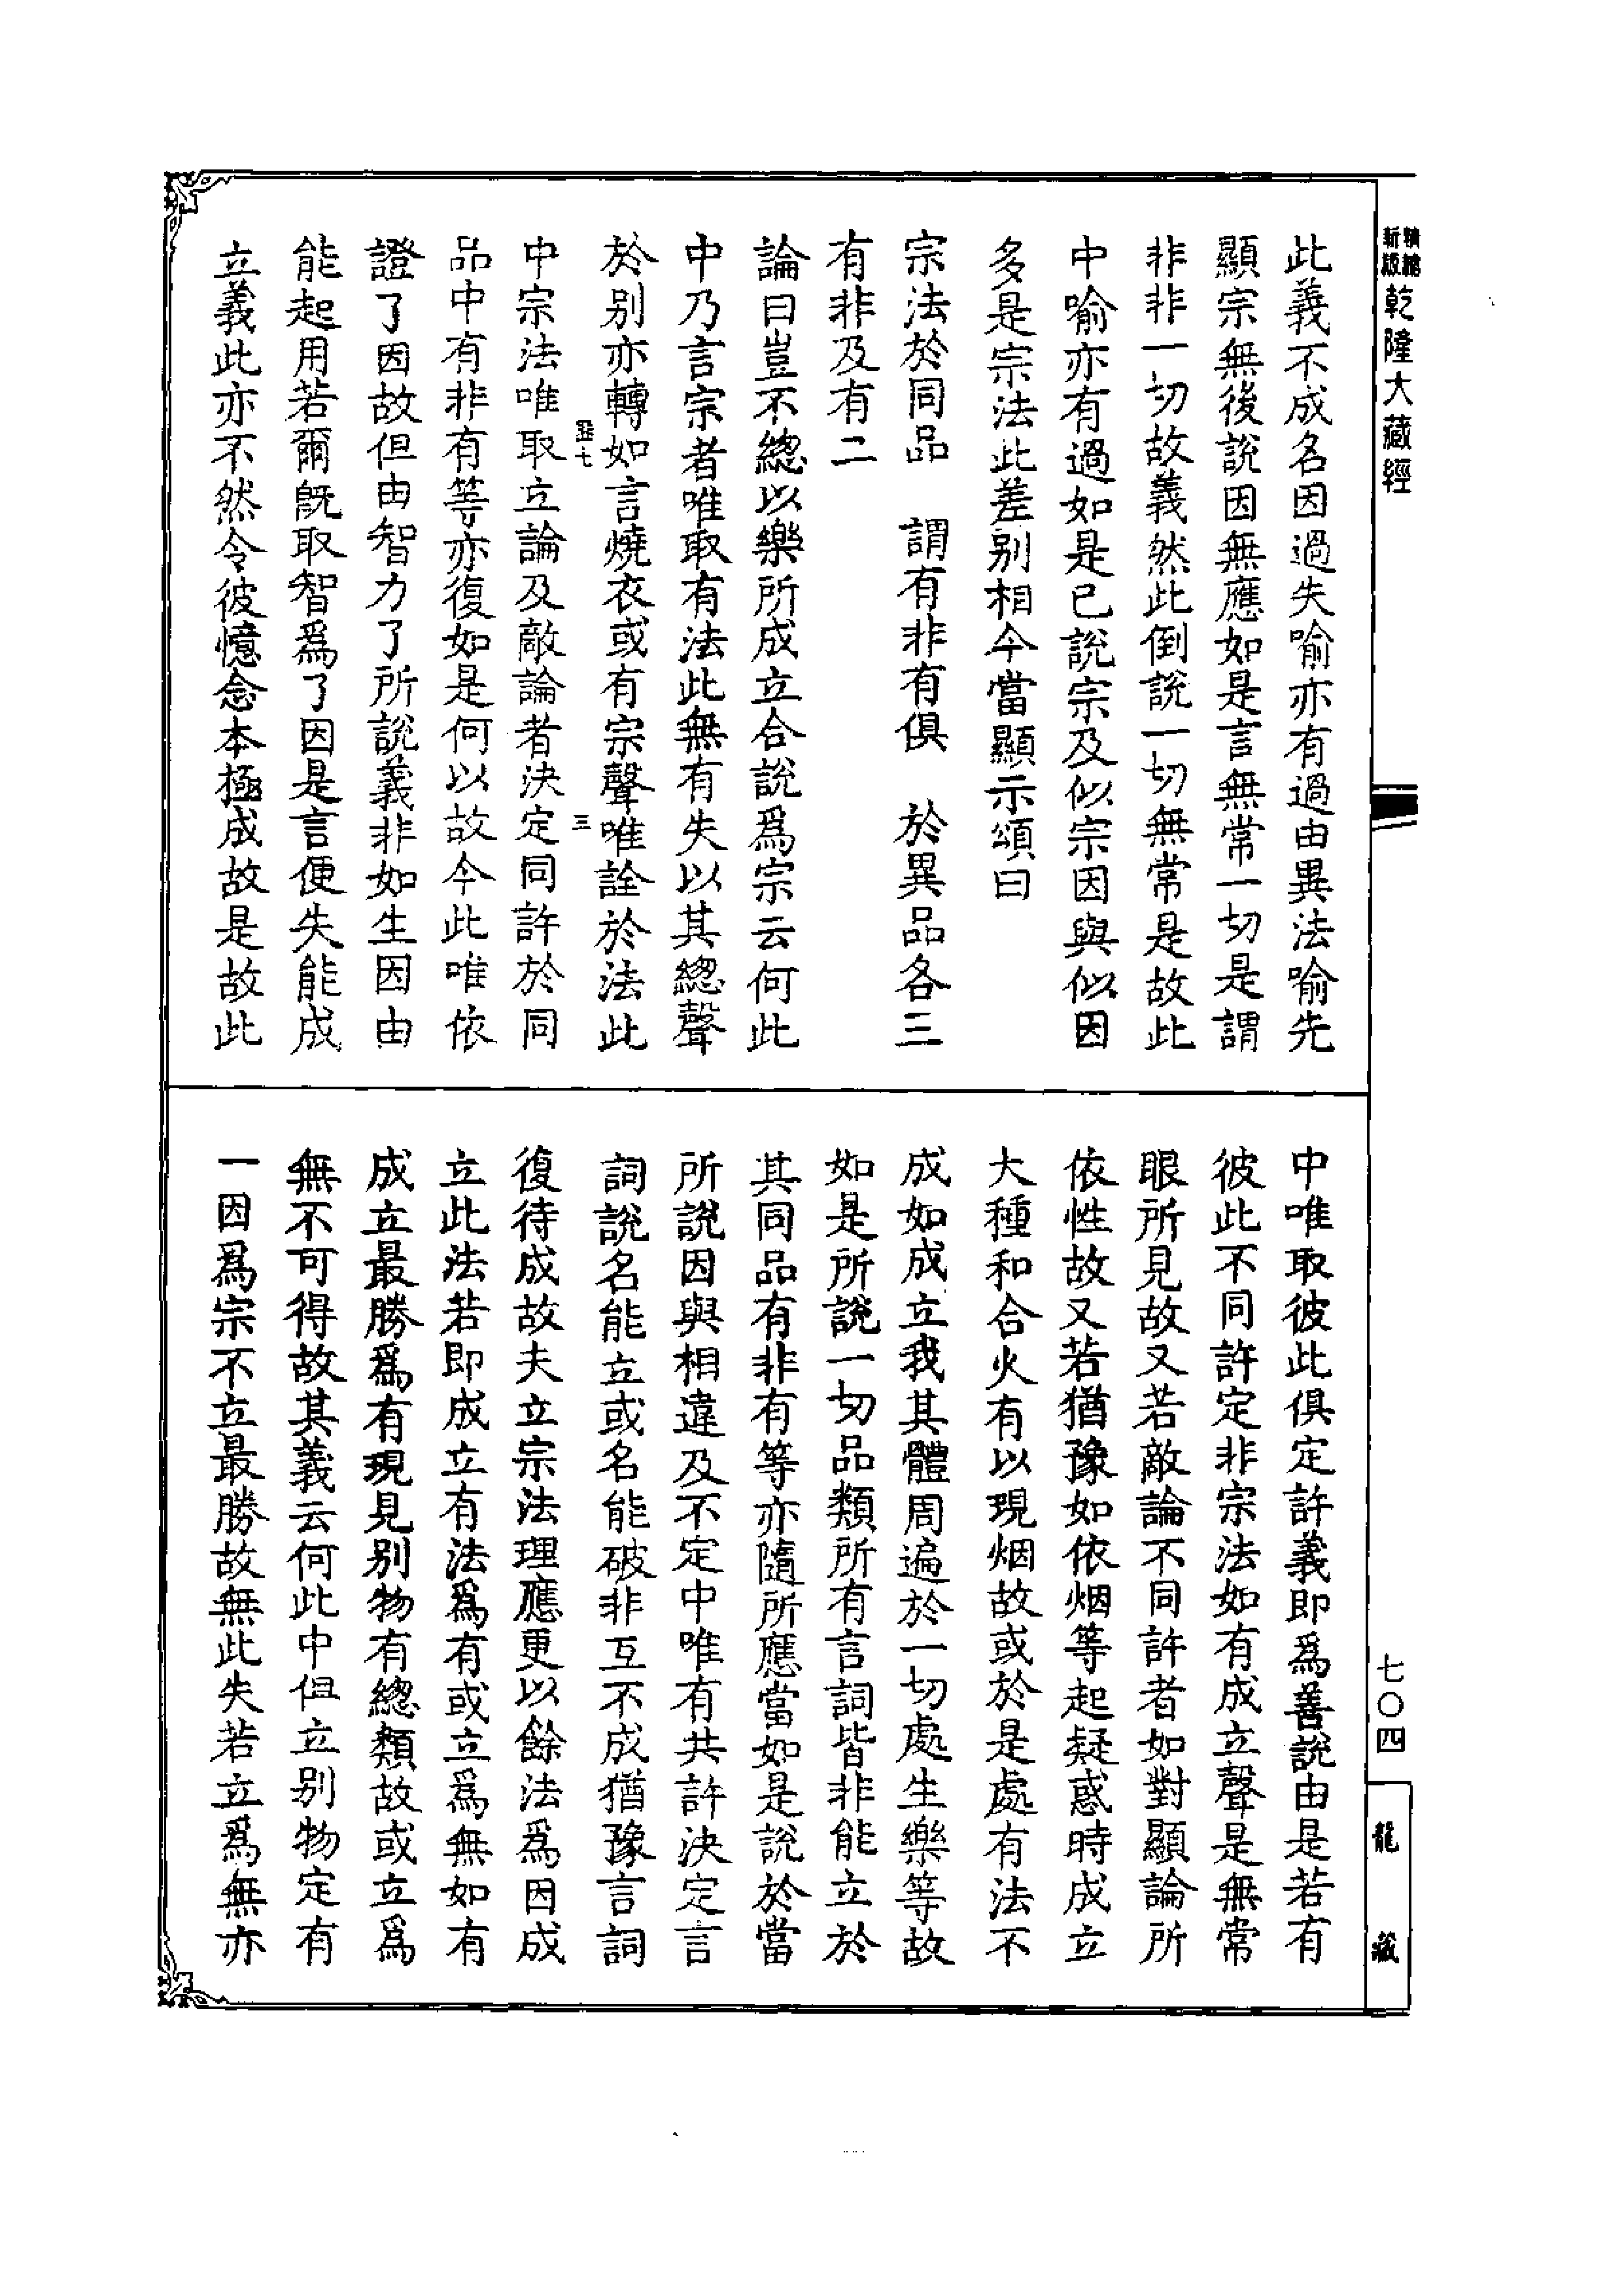 乾隆大藏經
七〇四
龍藏
此義不成名因過失喻亦有過由異法喻先
顯宗無後說因無應如是言無常一切是謂
非非一切故義然此倒說一切無常是故此
中喻亦有過如是已說宗及似宗因與似因
多是宗法此差別相今當顯示頌曰
宗法於同品　謂有非有俱　於異品各三
有非及有二
論曰豈不總以樂所成立合說爲宗云何此
中乃言宗者唯取有法此無有失以其總聲
於別亦轉如言燒衣或有宗聲唯詮於法此
三
中宗法唯取立論及敵論者決定同許於同
品中有非有等亦復如是何以故今此唯依
證了因故但由智力了所說義非如生因由
能起用若爾既取智爲了因是言便失能成
立義此亦不然令彼憶念本極成故是故此
中唯取彼此俱定許義即爲善說由是若有
彼此不同許定非宗法如有成立聲是無常
眼所見故又若敵論不同許者如對顯論所
依性故又若猶豫如依烟等起疑惑時成立
大種和合火有以現烟故或於是處有法不
成如成立我其體周遍於一切處生樂等故
如是所說一切品類所有言詞皆非能立於
其同品有非有等亦隨所應當如是說於當
所說因與相違及不定中唯有共許決定言
詞說名能立或名能破非互不成猶豫言詞
復待成故夫立宗法理應更以餘法爲因成
立此法若即成立有法爲有或立爲無如有
成立最勝爲有現見別物有總類故或立爲
無不可得故其義云何此中但立別物定有
一因爲宗不立最勝故無此失若立爲無亦